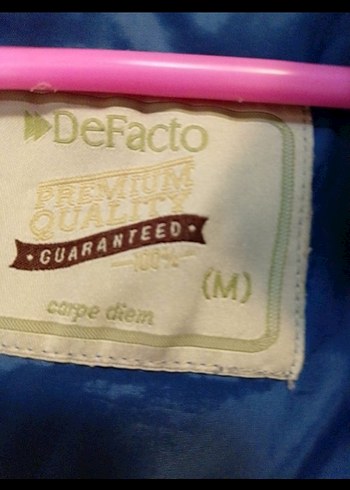 DeFacto
PREMIUM
QUALITY
GUARANTEED
100%
(M)
carpe diem